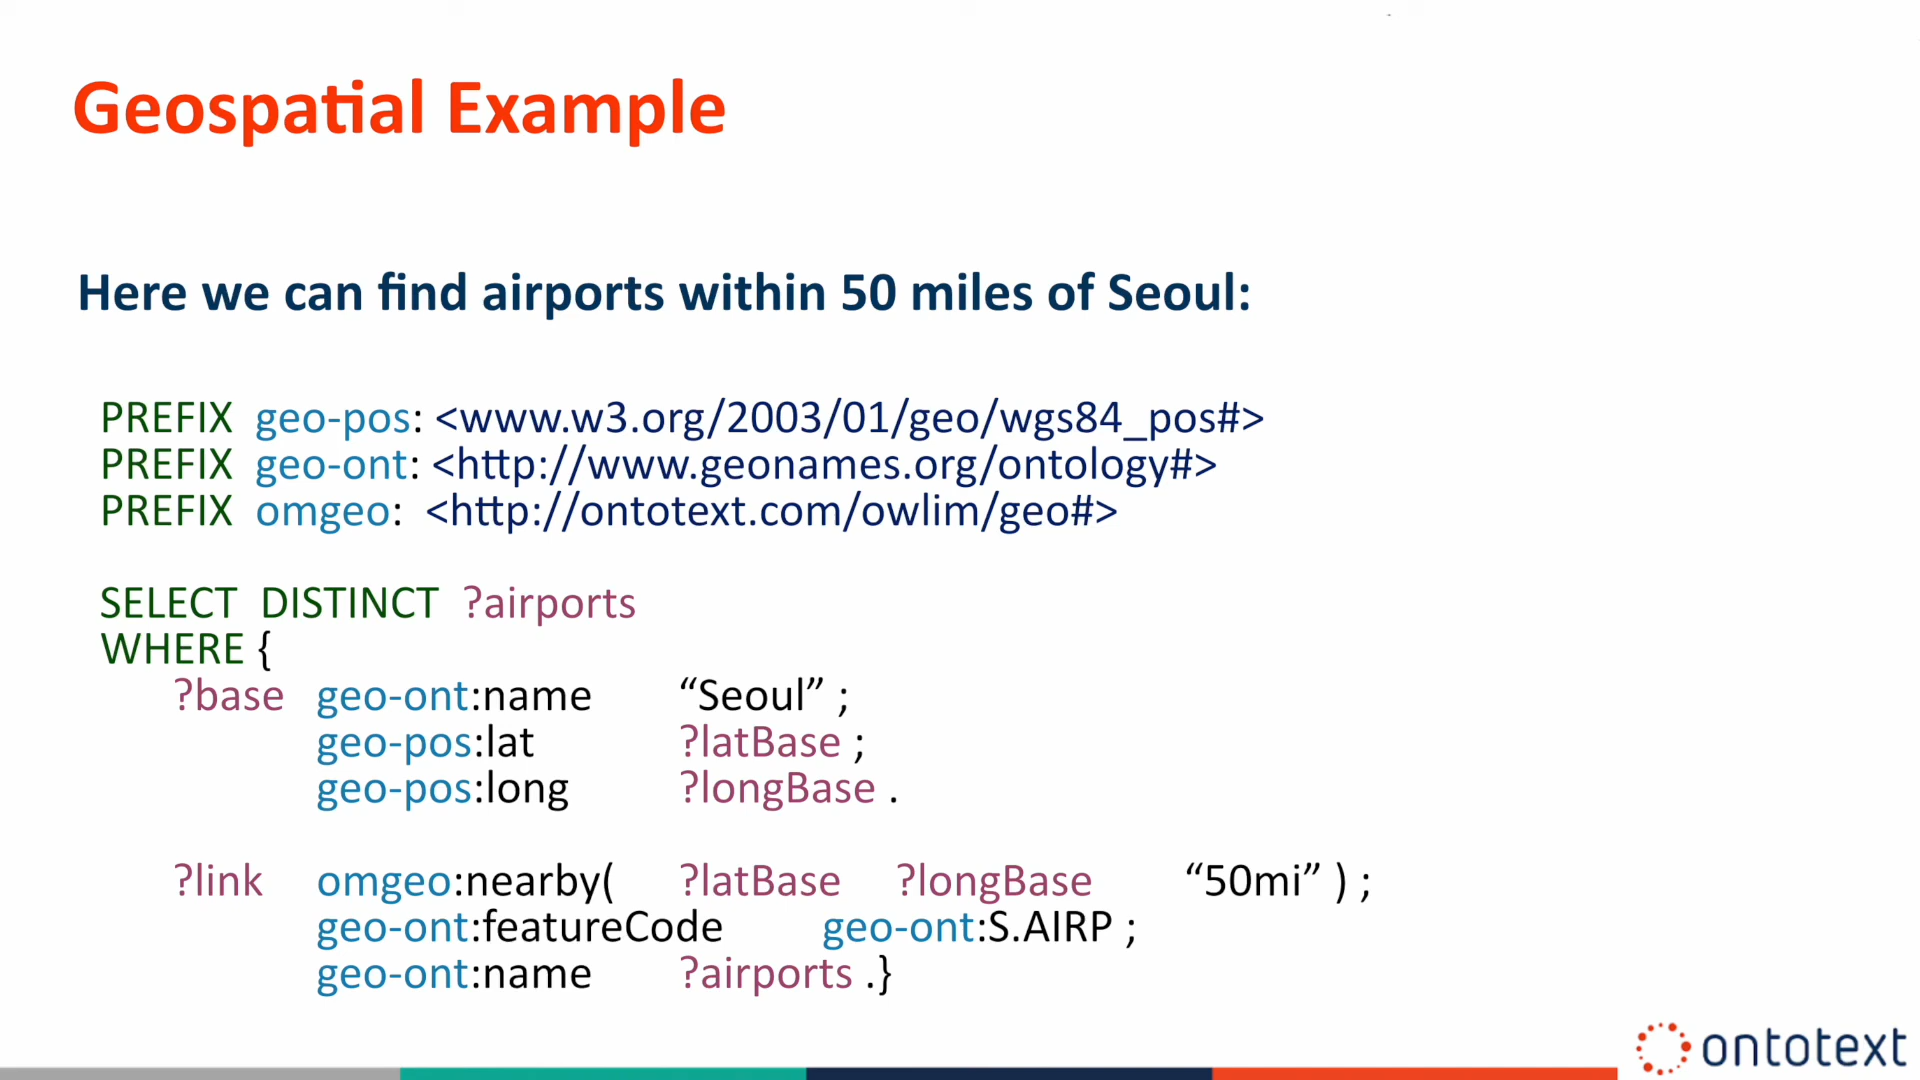 Geospatial Example
Here we can find airports within 50 miles of Seoul:
PREFIX geo-pos: <www.w3.org/2003/01/geo/wgs84_pos#>
PREFIX geo-ont: <http://www.geonames.org/ontology#>
PREFIX omgeo: <http://ontotext.com/owlim/geo#>
SELECT DISTINCT ?airports
WHERE {
?base geo-ont:name “Seoul” ;
geo-pos:lat ?latBase ;
geo-pos:long ?longBase .
?link omgeo:nearby( ?latBase ?longBase “50mi” ) ;
geo-ont:featureCode geo-ont:S.AIRP ;
geo-ont:name ?airports .}
ontotext